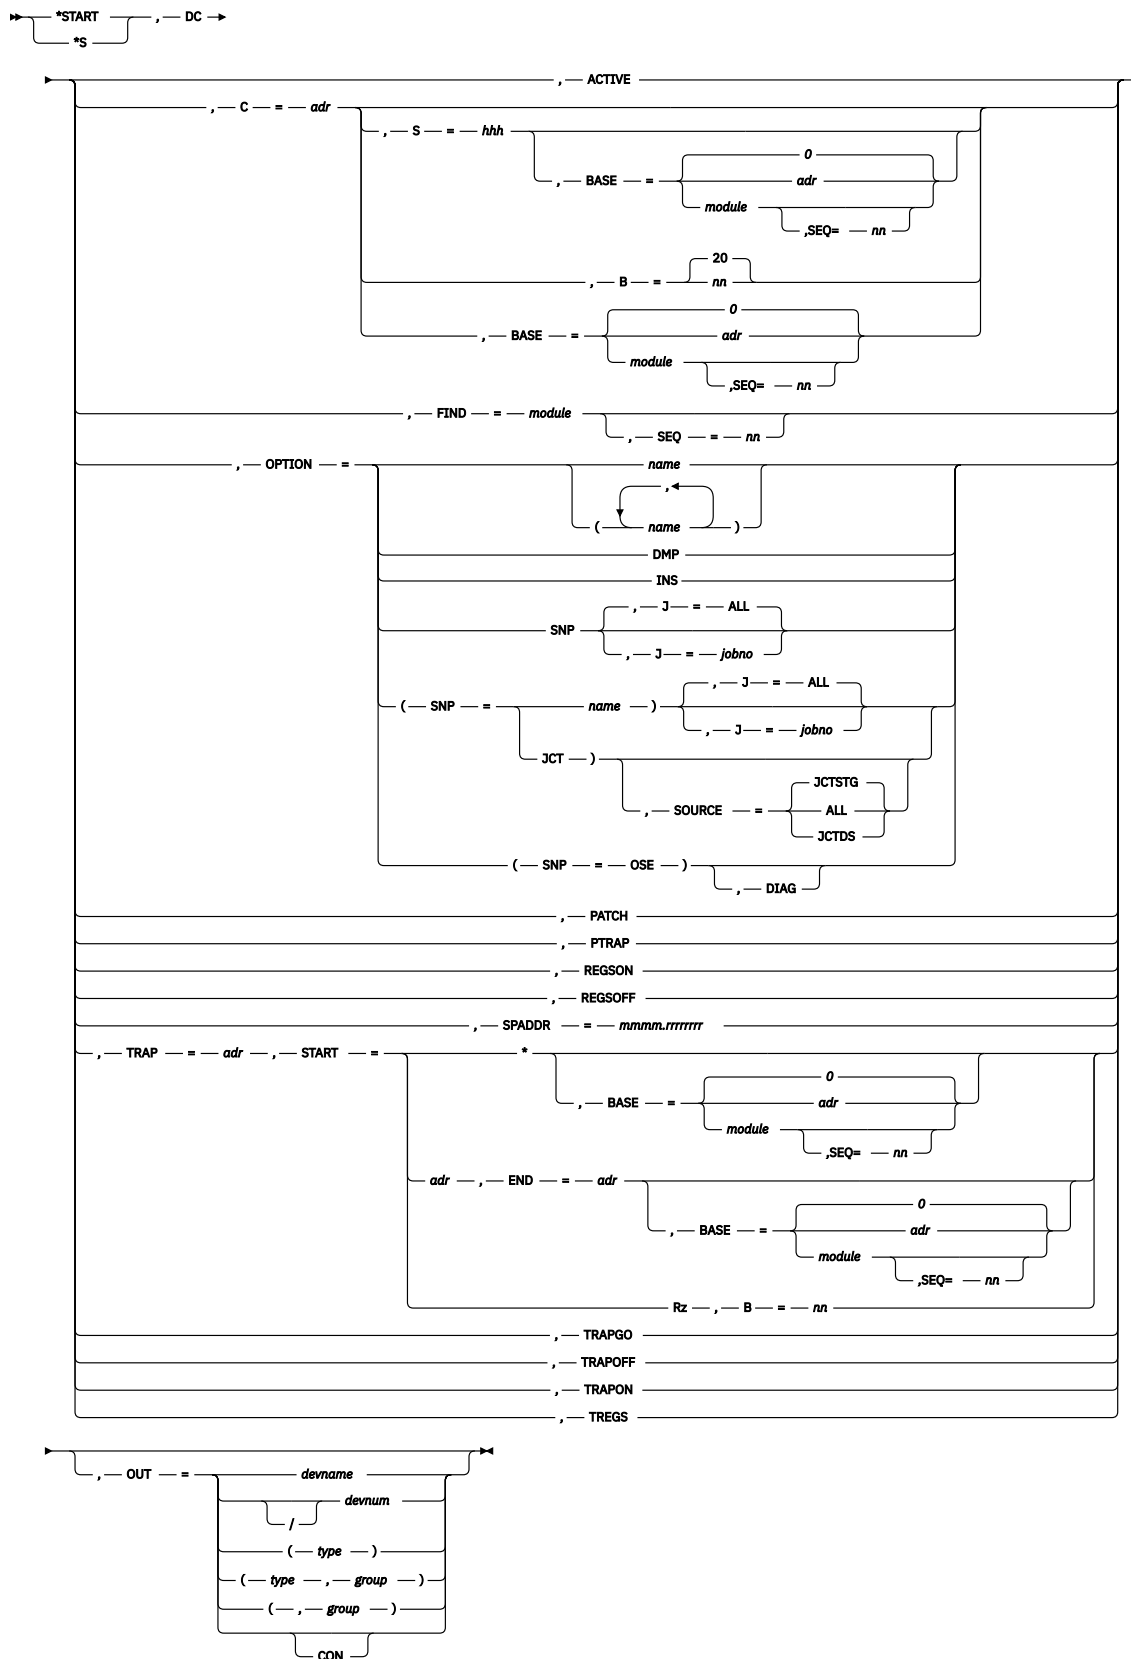 *START , DC
*S
, ACTIVE
, C = adr
, S = hhh
0
, BASE = adr
module
,SEQ= nn
20
, B = nn
0
, BASE = adr
module
,SEQ= nn
, FIND = module
, SEQ = nn
, OPTION = name
,
( name )
DMP
INS
, J = ALL
SNP
, J = jobno
, J = ALL
( SNP = name )
, J = jobno
JCT )
JCTSTG
, SOURCE = ALL
JCTDS
( SNP = OSE )
, DIAG
, PATCH
, PTRAP
, REGSON
, REGSOFF
, SPADDR = mmmm.rrrrrrrr
, TRAP = adr , START = *
0
, BASE = adr
module
,SEQ= nn
adr , END = adr
0
, BASE = adr
module
,SEQ= nn
Rz , B = nn
, TRAPGO
, TRAPOFF
, TRAPON
, TREGS
, OUT = devname
devnum
/
( type )
( type , group )
( , group )
CON